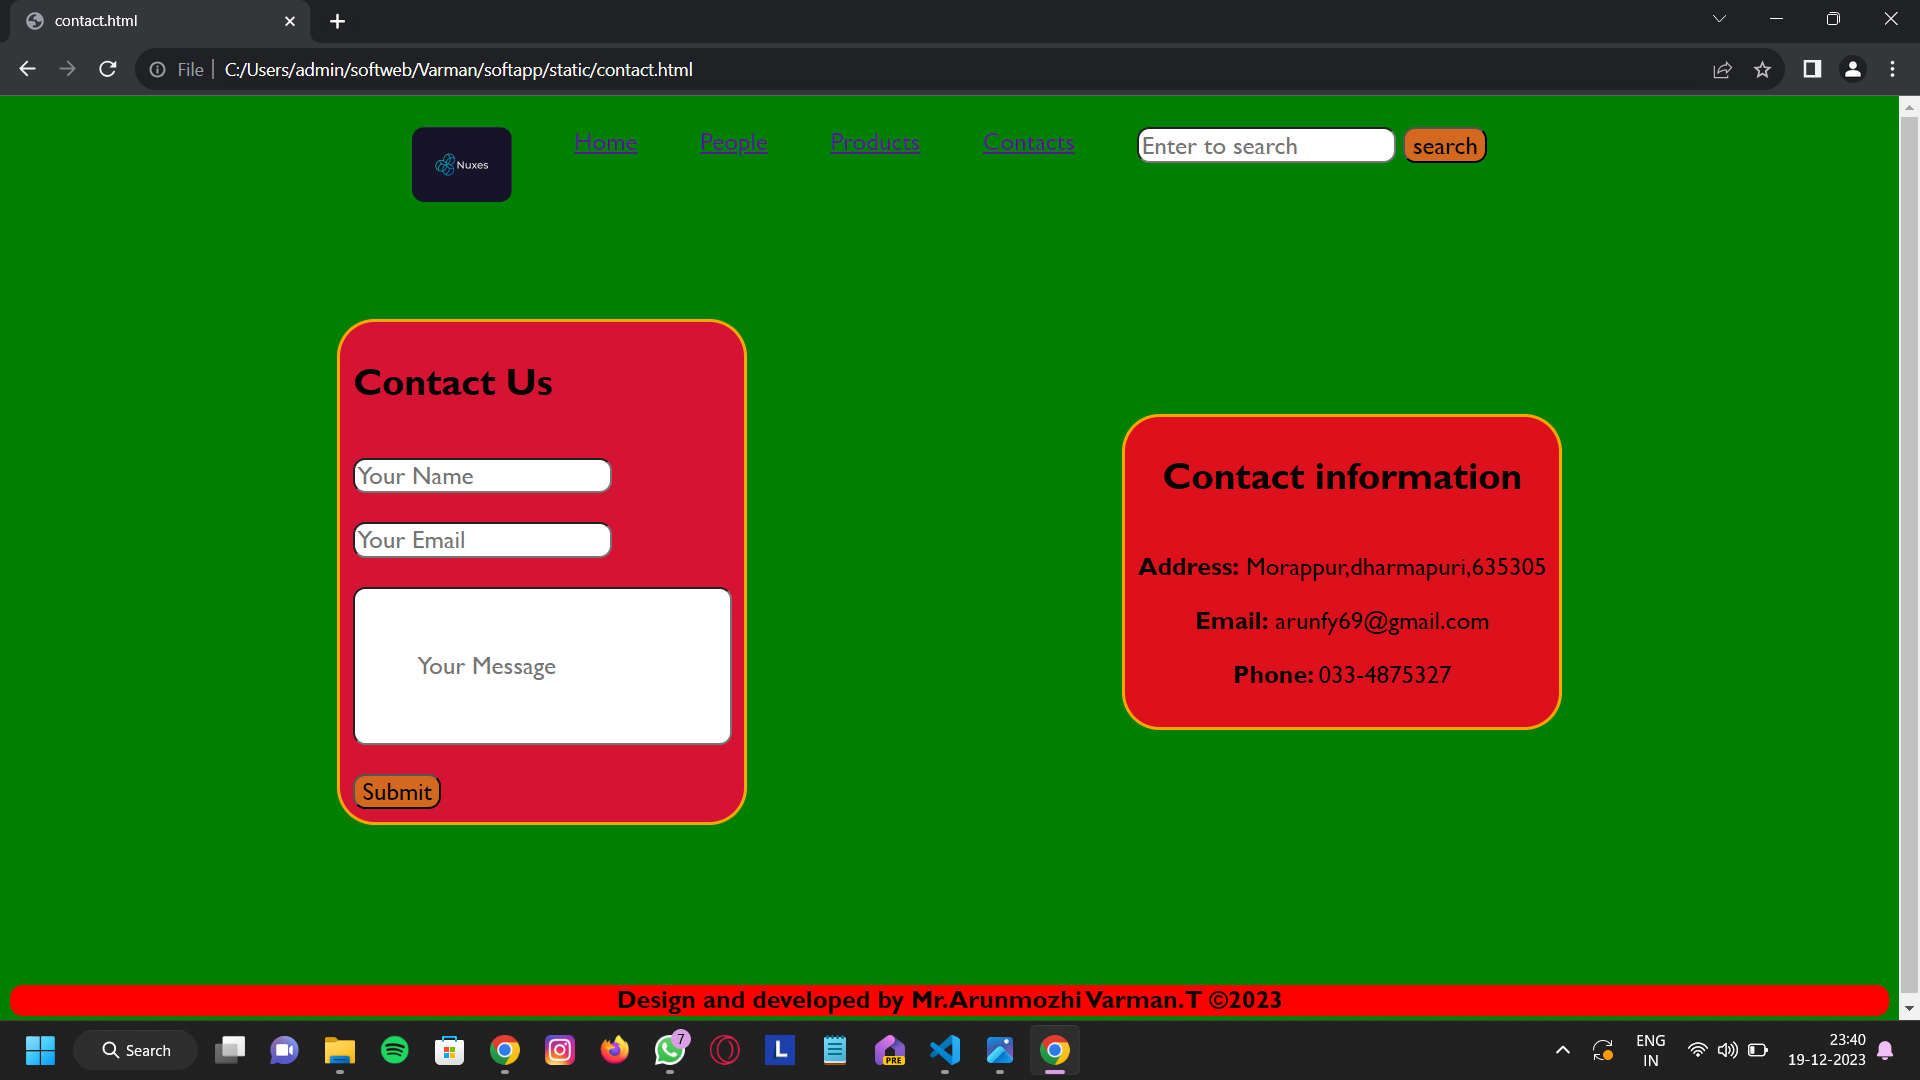 contact.html
File
C:/Users/admin/softweb/Varman/softapp/static/contact.html
Nuxes
Home
People
Products
Contacts
Enter to search
search
Contact Us
Your Name
Your Email
Your Message
Submit
Contact information
Address: Morappur,dharmapuri,635305
Email: arunfy69@gmail.com
Phone: 033-4875327
Design and developed by Mr.Arunmozhi Varman.T ©2023
Search
7
L
PRE
ENG
IN
23:40
19-12-2023